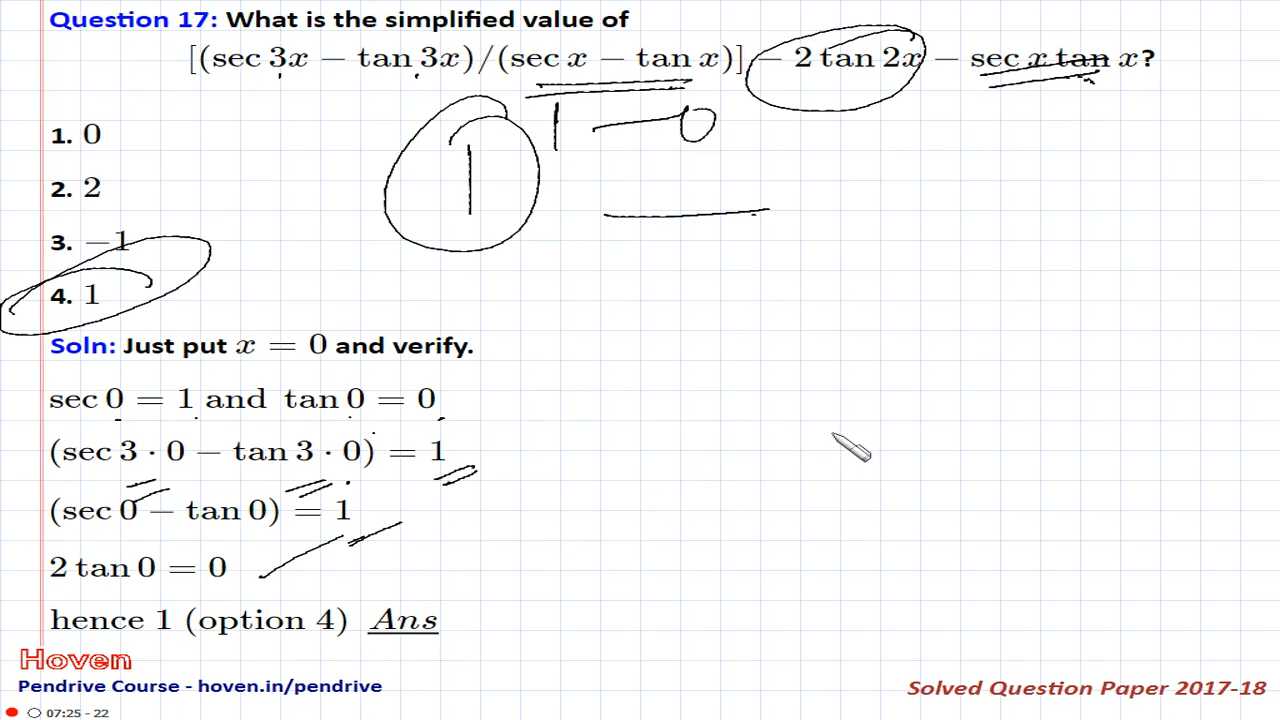 Question 17: What is the simplified value of
[(sec 3x − tan 3x)/(sec x − tan x)] − 2 tan 2x − sec x tan x?
1 — 0
1. 0
1
2. 2
3. −1
4. 1
Soln: Just put x = 0 and verify.
sec 0 = 1 and tan 0 = 0
(sec 3 · 0 − tan 3 · 0) = 1
(sec 0 − tan 0) = 1
2 tan 0 = 0
hence 1 (option 4) Ans
Hoven
Pendrive Course - hoven.in/pendrive
Solved Question Paper 2017-18
07:25 - 22